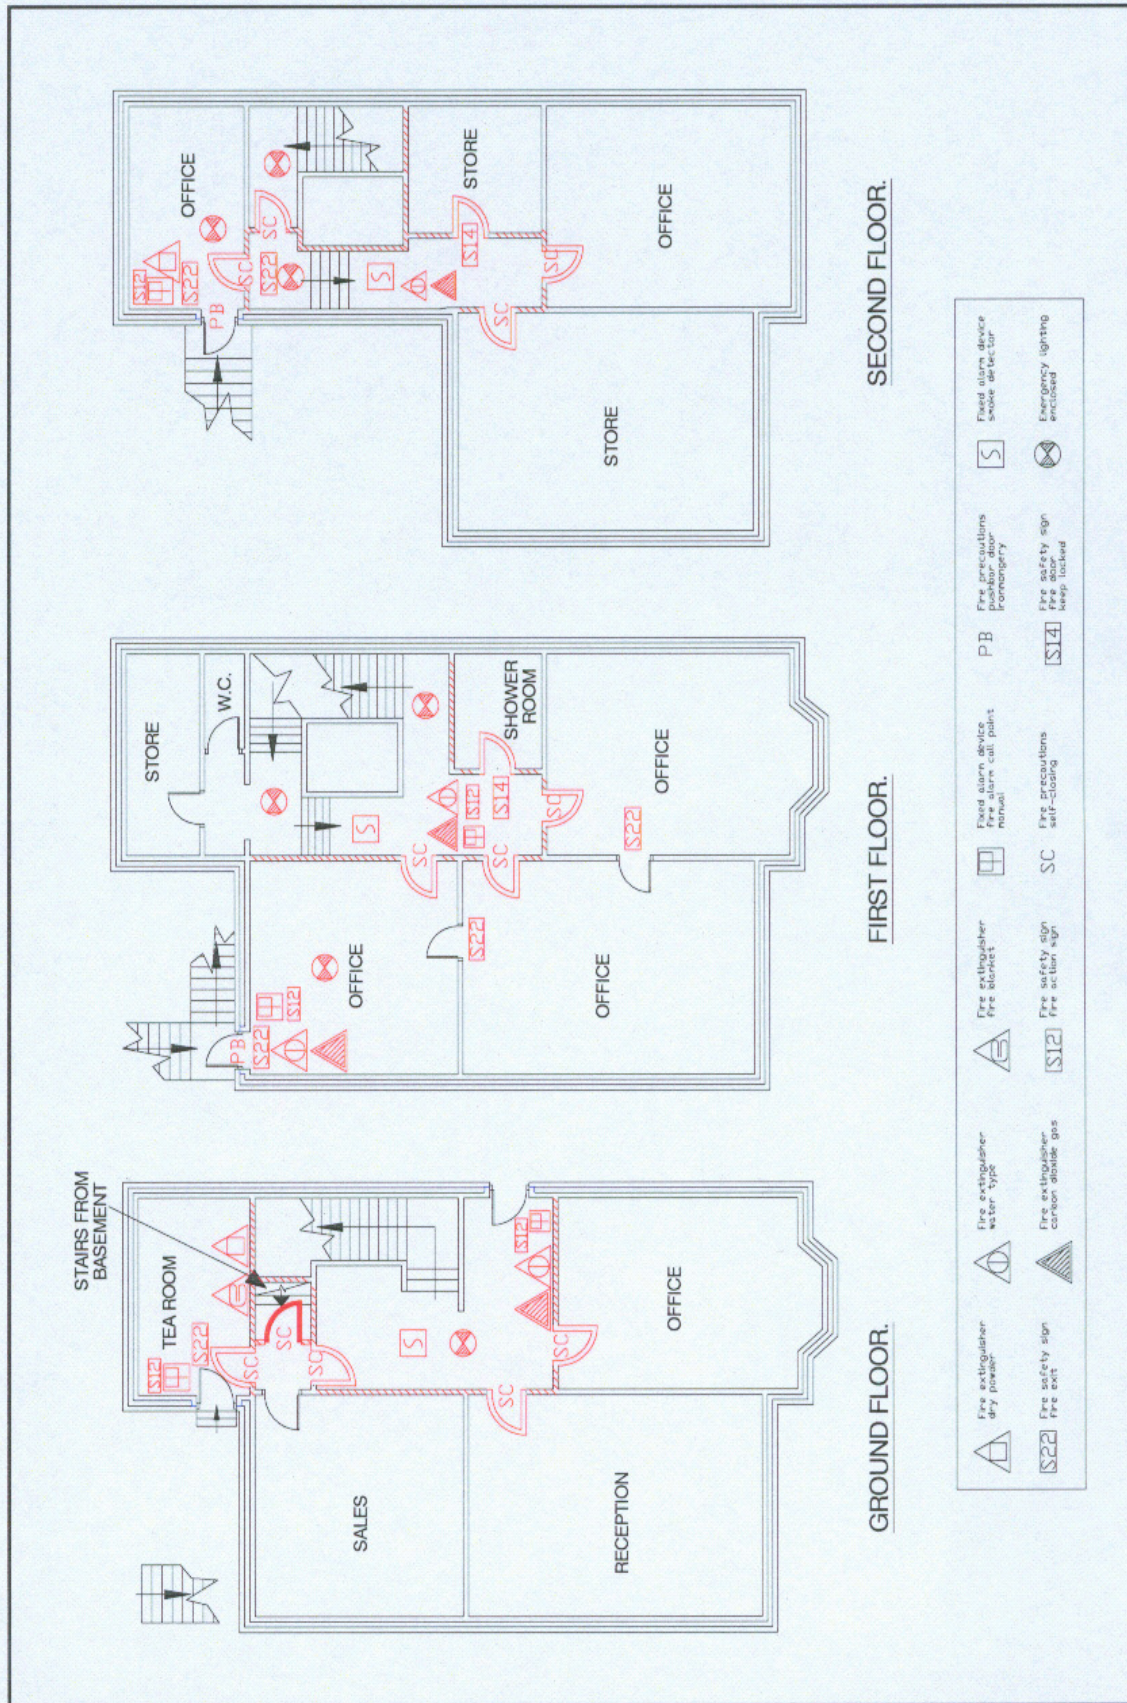 STAIRS FROM
BASEMENT
TEA ROOM
S12
S22
SC
SC
SC
SALES
S
SC
SC
S12
RECEPTION
OFFICE
GROUND FLOOR.
STORE
W.C.
PB
S22
S12
OFFICE
S
SC
S12
S14
SHOWER
ROOM
SC
SC
S22
S22
OFFICE
OFFICE
FIRST FLOOR.
OFFICE
S12
S22
PB
SC
SC
S22
S
STORE
S14
SC
SC
STORE
OFFICE
SECOND FLOOR.
Fire extinguisher
dry powder
Fire extinguisher
water type
Fire extinguisher
fire blanket
Fixed alarm device
fire alarm call point
manual
PB
Fire precautions
pushbar door
ironmongery
S
Fixed alarm device
smoke detector
S22
Fire safety sign
fire exit
Fire extinguisher
carbon dioxide gas
S12
Fire safety sign
fire action sign
SC
Fire precautions
self-closing
S14
Fire safety sign
fire door
keep locked
Emergency lighting
enclosed